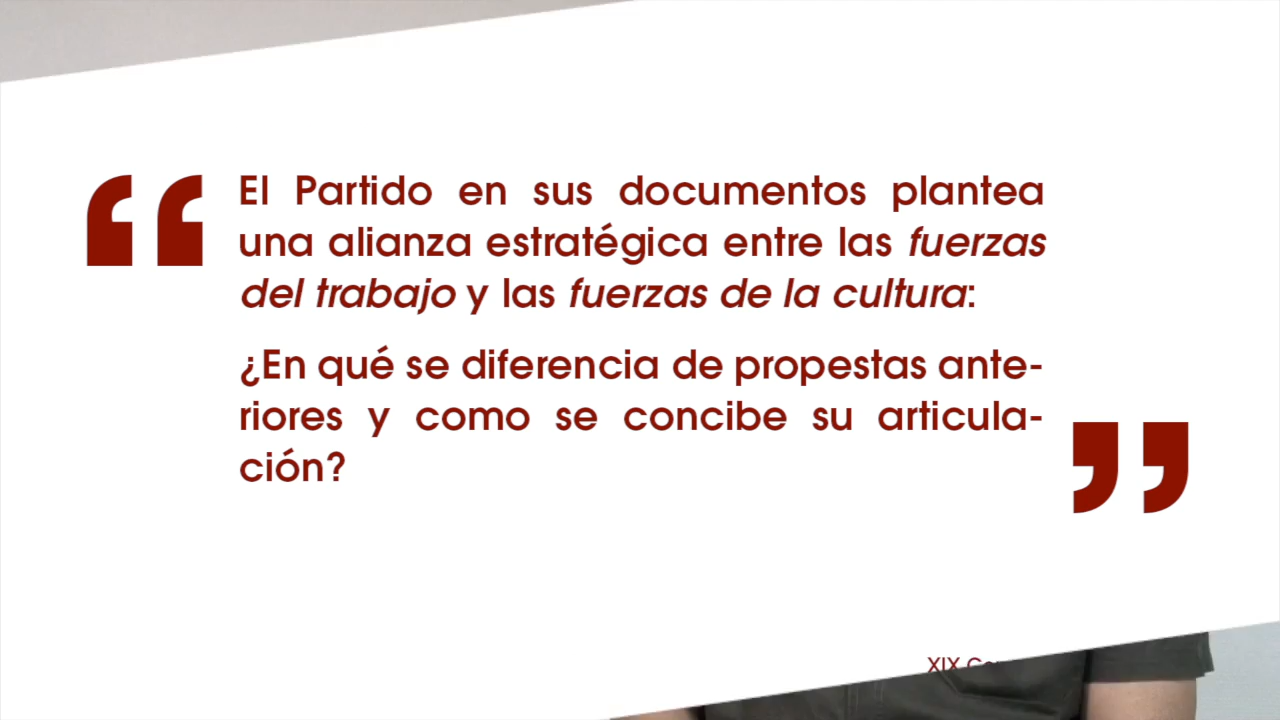 El Partido en sus documentos plantea
una alianza estratégica entre las fuerzas
del trabajo y las fuerzas de la cultura:
¿En qué se diferencia de propestas ante-
riores y como se concibe su articula-
ción?
XIX